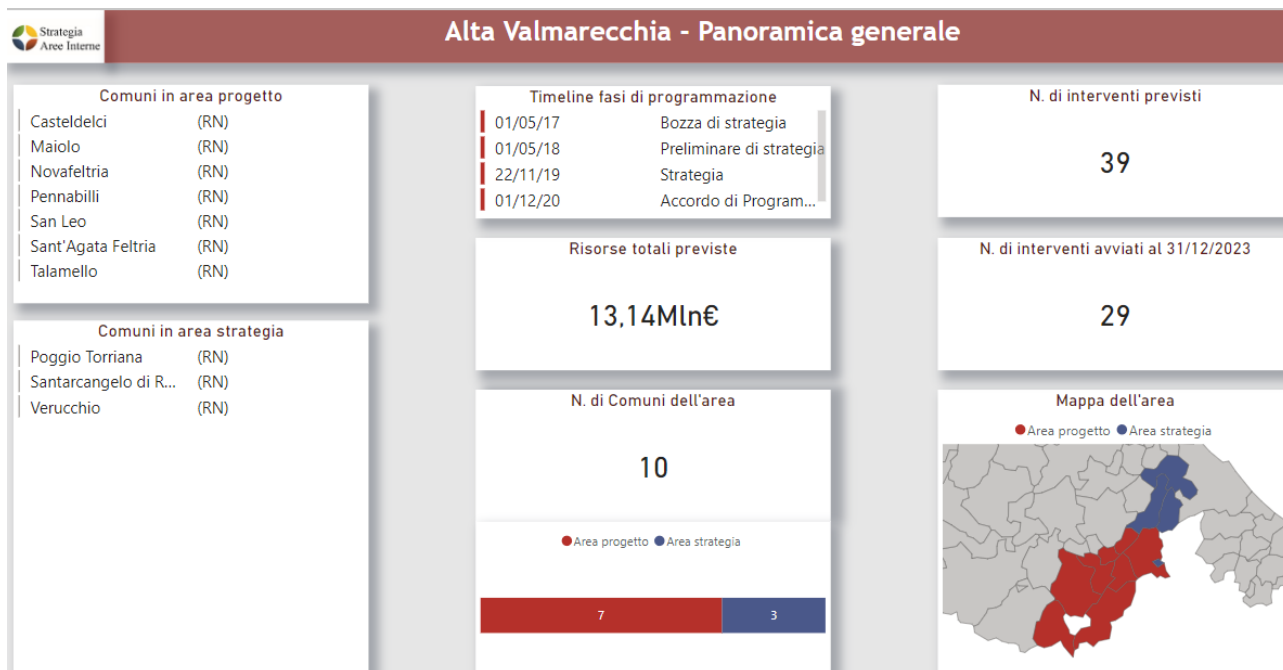 Strategia
Aree Interne
Alta Valmarecchia - Panoramica generale
Comuni in area progetto
Casteldelci (RN)
Maiolo (RN)
Novafeltria (RN)
Pennabilli (RN)
San Leo (RN)
Sant'Agata Feltria (RN)
Talamello (RN)
Comuni in area strategia
Poggio Torriana (RN)
Santarcangelo di R... (RN)
Verucchio (RN)
Timeline fasi di programmazione
01/05/17 Bozza di strategia
01/05/18 Preliminare di strategia
22/11/19 Strategia
01/12/20 Accordo di Program...
Risorse totali previste
13,14Mln€
N. di Comuni dell'area
10
Area progetto Area strategia
7 3
N. di interventi previsti
39
N. di interventi avviati al 31/12/2023
29
Mappa dell'area
Area progetto Area strategia